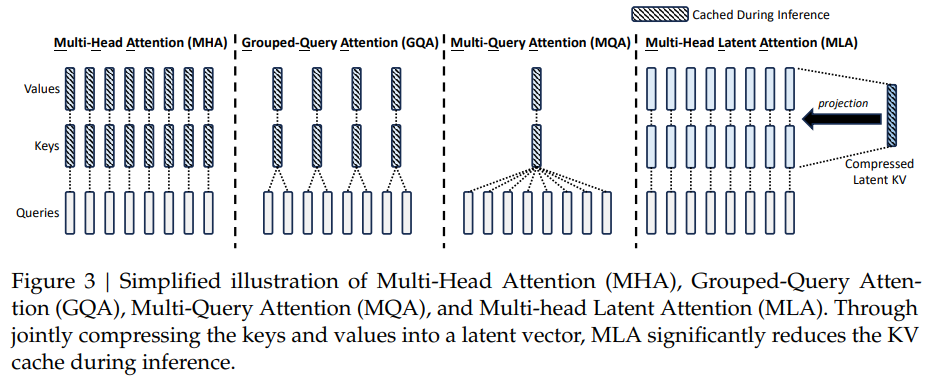 Cached During Inference
Multi-Head Attention (MHA)
Grouped-Query Attention (GQA)
Multi-Query Attention (MQA)
Multi-Head Latent Attention (MLA)
Values
Keys
Queries
projection
Compressed
Latent KV
Figure 3 | Simplified illustration of Multi-Head Attention (MHA), Grouped-Query Atten-
tion (GQA), Multi-Query Attention (MQA), and Multi-head Latent Attention (MLA). Through
jointly compressing the keys and values into a latent vector, MLA significantly reduces the KV
cache during inference.